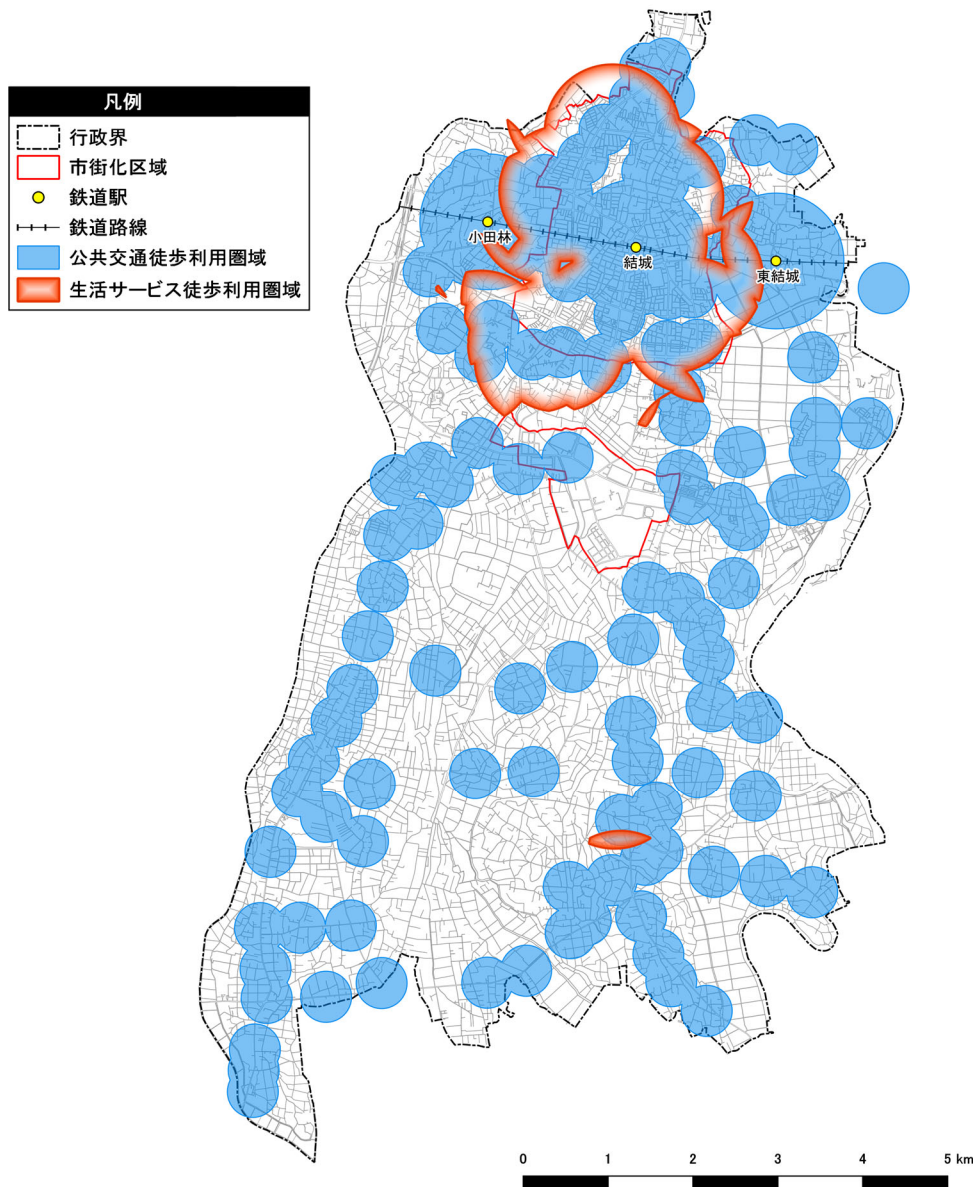 凡例
行政界
市街化区域
鉄道駅
鉄道路線
公共交通徒歩利用圏域
生活サービス徒歩利用圏域
小田林
結城
東結城
0 1 2 3 4 5 km